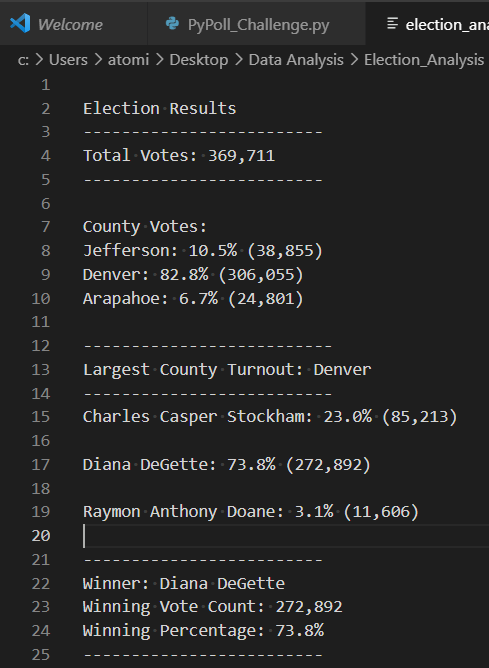 Welcome PyPoll_Challenge.py election_ana
c: > Users > atomi > Desktop > Data Analysis > Election_Analysis
1
2 Election Results
3 -------------------------
4 Total Votes: 369,711
5 -------------------------
6
7 County Votes:
8 Jefferson: 10.5% (38,855)
9 Denver: 82.8% (306,055)
10 Arapahoe: 6.7% (24,801)
11
12 --------------------------
13 Largest County Turnout: Denver
14 --------------------------
15 Charles Casper Stockham: 23.0% (85,213)
16
17 Diana DeGette: 73.8% (272,892)
18
19 Raymon Anthony Doane: 3.1% (11,606)
20
21 -------------------------
22 Winner: Diana DeGette
23 Winning Vote Count: 272,892
24 Winning Percentage: 73.8%
25 -------------------------